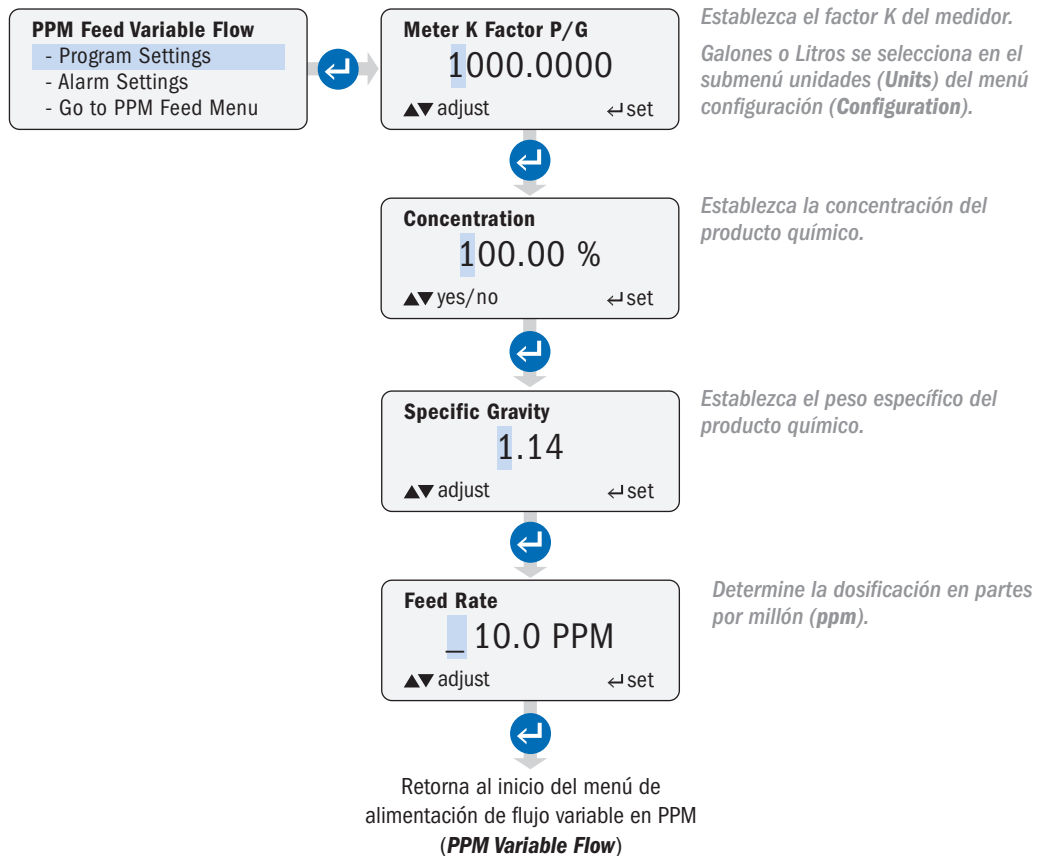 PPM Feed Variable Flow
- Program Settings
- Alarm Settings
- Go to PPM Feed Menu
Meter K Factor P/G
1000.0000
▲▼ adjust ↵ set
Establezca el factor K del medidor.
Galones o Litros se selecciona en el
submenú unidades (Units) del menú
configuración (Configuration).
Concentration
100.00 %
▲▼ yes/no ↵ set
Establezca la concentración del
producto químico.
Specific Gravity
1.14
▲▼ adjust ↵ set
Establezca el peso específico del
producto químico.
Feed Rate
_ 10.0 PPM
▲▼ adjust ↵ set
Determine la dosificación en partes
por millón (ppm).
Retorna al inicio del menú de
alimentación de flujo variable en PPM
(PPM Variable Flow)